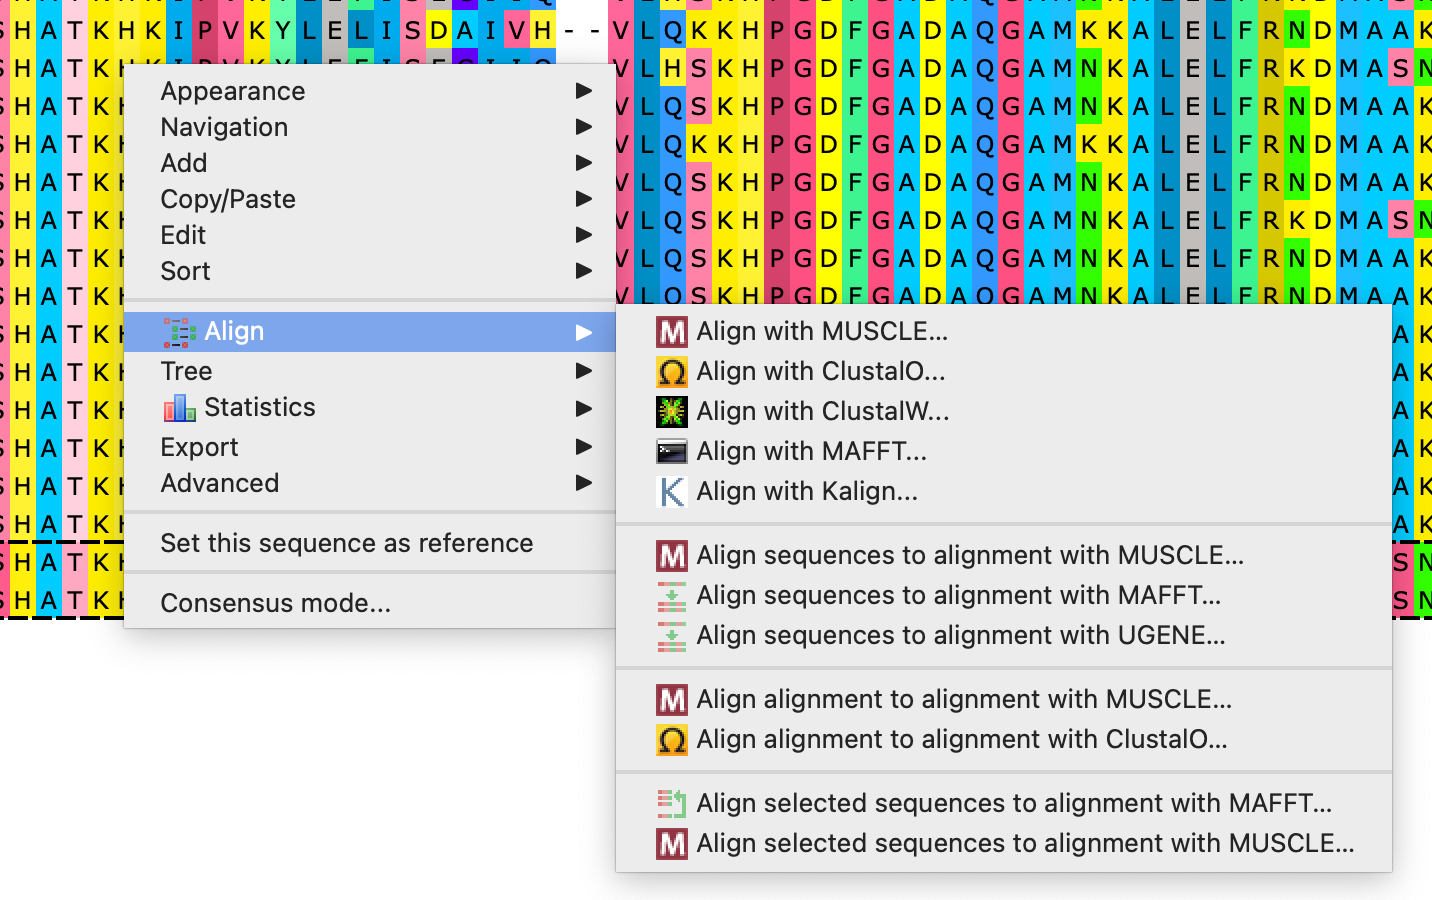 SHATKHKIPVKYLELISDAIVH--VLQKKHPGDFGADAQGAMKKALELFRNDMAAK
SHATK VLHSKHPGDFGADAQGAMNKALELFRKDMASN
SHATK VLQSKHPGDFGADAQGAMNKALELFRNDMAAK
SHATK VLQKKHPGDFGADAQGAMKKALELFRNDMAAK
SHATK VLQSKHPGDFGADAQGAMNKALELFRNDMAAK
SHATK VLQSKHPGDFGADAQGAMNKALELFRKDMASN
SHATK VLQSKHPGDFGADAQGAMNKALELFRNDMAAK
SHATK VLQSKHPGDFGADAQGAMNKALELFRNDMAAK
SHATK AK
SHATK AK
SHATK AK
SHATK AK
SHATK AK
SHATK AK
SHATK SN
SHATK SN
Appearance
Navigation
Add
Copy/Paste
Edit
Sort
Align
Tree
Statistics
Export
Advanced
Set this sequence as reference
Consensus mode...
Align with MUSCLE...
Align with ClustalO...
Align with ClustalW...
Align with MAFFT...
Align with Kalign...
Align sequences to alignment with MUSCLE...
Align sequences to alignment with MAFFT...
Align sequences to alignment with UGENE...
Align alignment to alignment with MUSCLE...
Align alignment to alignment with ClustalO...
Align selected sequences to alignment with MAFFT...
Align selected sequences to alignment with MUSCLE...